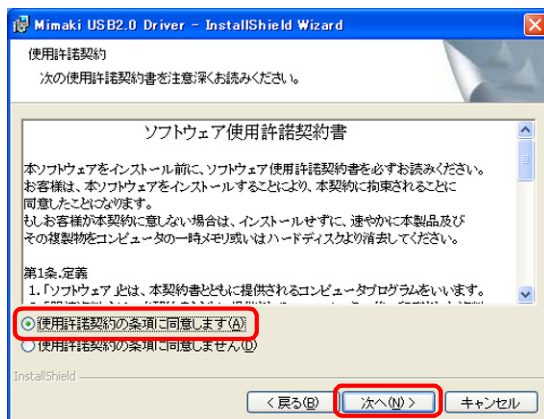 Mimaki USB2.0 Driver - InstallShield Wizard
使用許諾契約
次の使用許諾契約書を注意深くお読みください。
ソフトウェア使用許諾契約書
本ソフトウェアをインストール前に、ソフトウェア使用許諾契約書を必ずお読みください。
お客様は、本ソフトウェアをインストールすることにより、本契約に拘束されることに
同意したことになります。
もしお客様が本契約に意しない場合は、インストールせずに、速やかに本製品及び
その複製物をコンピュータの一時メモリ或いはハードディスクより消去してください。
第1条.定義
1.「ソフトウェア」とは、本契約書とともに提供されるコンピュータプログラムをいいます。
使用許諾契約の条項に同意します(A)
使用許諾契約の条項に同意しません(D)
InstallShield
< 戻る(B)
次へ(N) >
キャンセル